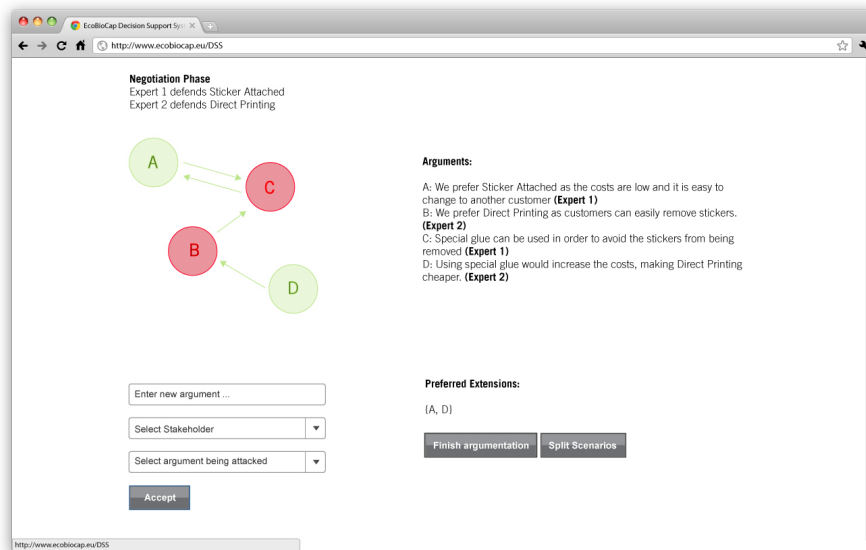 EcoBioCap Decision Support Sys
http://www.ecobiocap.eu/DSS
Negotiation Phase
Expert 1 defends Sticker Attached
Expert 2 defends Direct Printing
A
C
B
D
Arguments:
A: We prefer Sticker Attached as the costs are low and it is easy to
change to another customer (Expert 1)
B: We prefer Direct Printing as customers can easily remove stickers.
(Expert 2)
C: Special glue can be used in order to avoid the stickers from being
removed (Expert 1)
D: Using special glue would increase the costs, making Direct Printing
cheaper. (Expert 2)
Enter new argument ...
Select Stakeholder
Select argument being attacked
Accept
Preferred Extensions:
{A, D}
Finish argumentation
Split Scenarios
http://www.ecobiocap.eu/DSS